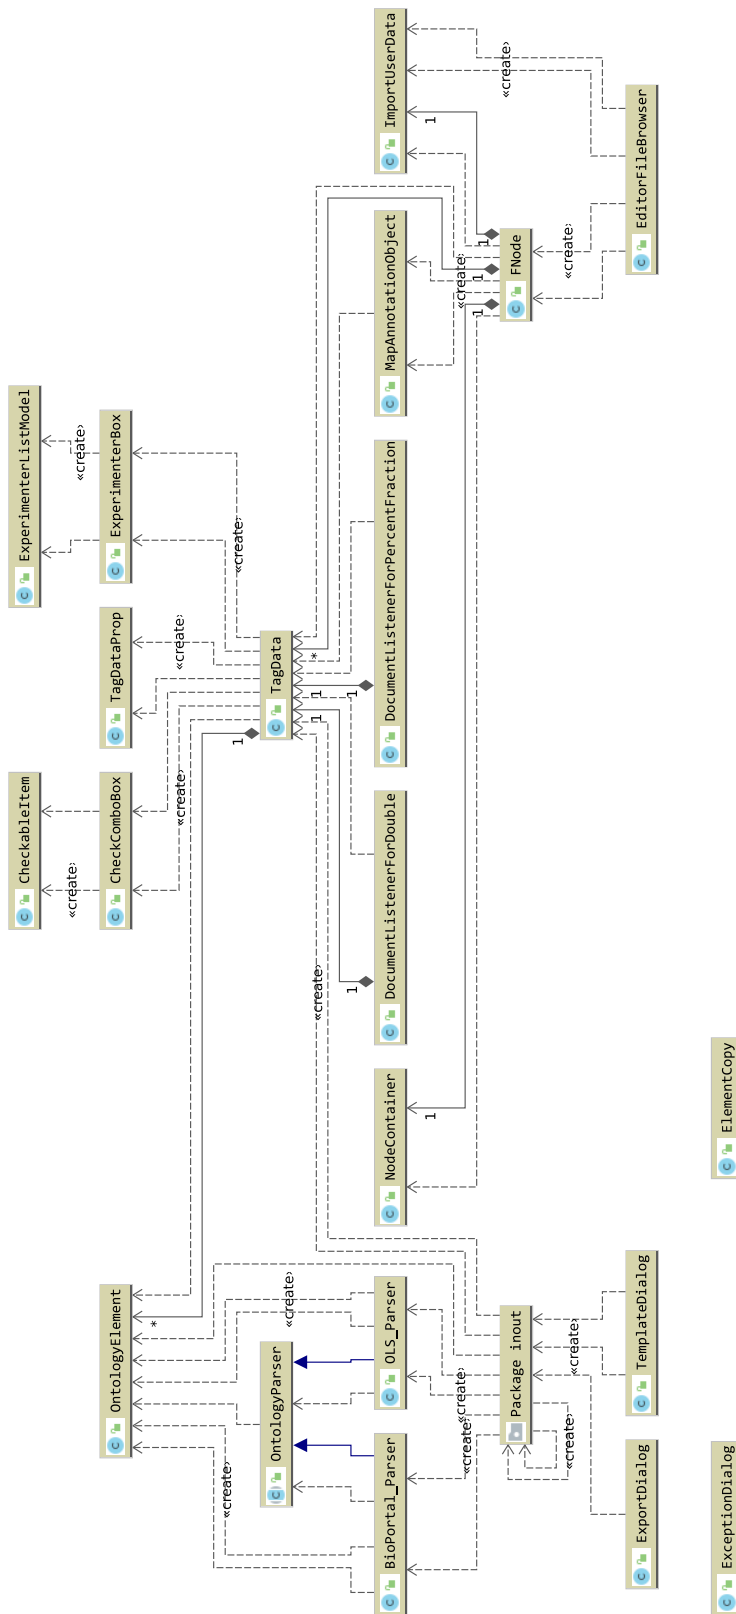 CheckableItem
ExperimenterListModel
«create›
«create›
OntologyElement
CheckComboBox
TagDataProp
ExperimenterBox
*
«create›
«create›
«create›
1
«create›
OntologyParser
TagData
«create›
«create›
1
1
*
1
1
BioPortal_Parser
OLS_Parser
NodeContainer
DocumentListenerForDouble
DocumentListenerForPercentFraction
MapAnnotationObject
ImportUserData
1
1
«create›
«create›
«create›
1
1
1
«create›
Package inout
FNode
«create›
«create›
«create›
ExportDialog
TemplateDialog
EditorFileBrowser
ExceptionDialog
ElementCopy